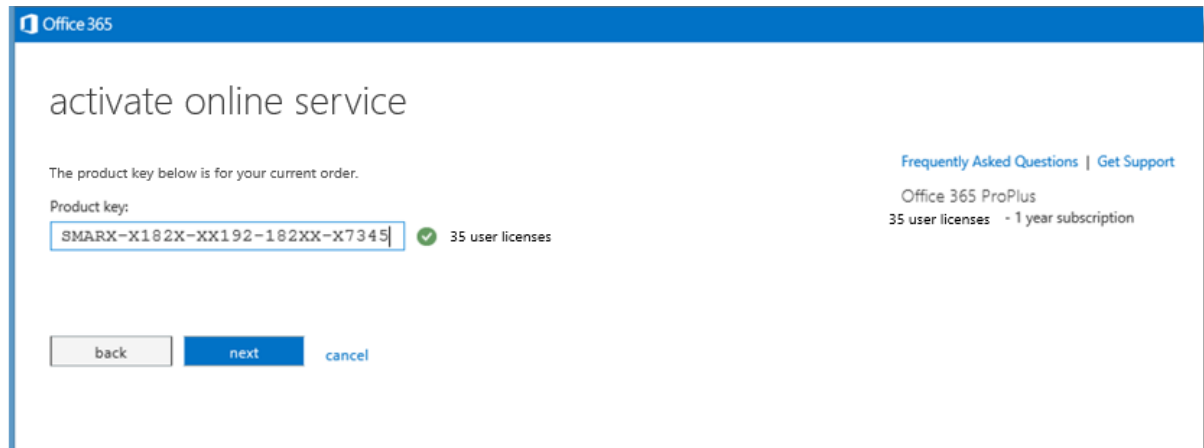 Office 365
activate online service
The product key below is for your current order.
Product key:
SMARX-X182X-XX192-182XX-X7345
35 user licenses
back
next
cancel
Frequently Asked Questions | Get Support
Office 365 ProPlus
35 user licenses - 1 year subscription